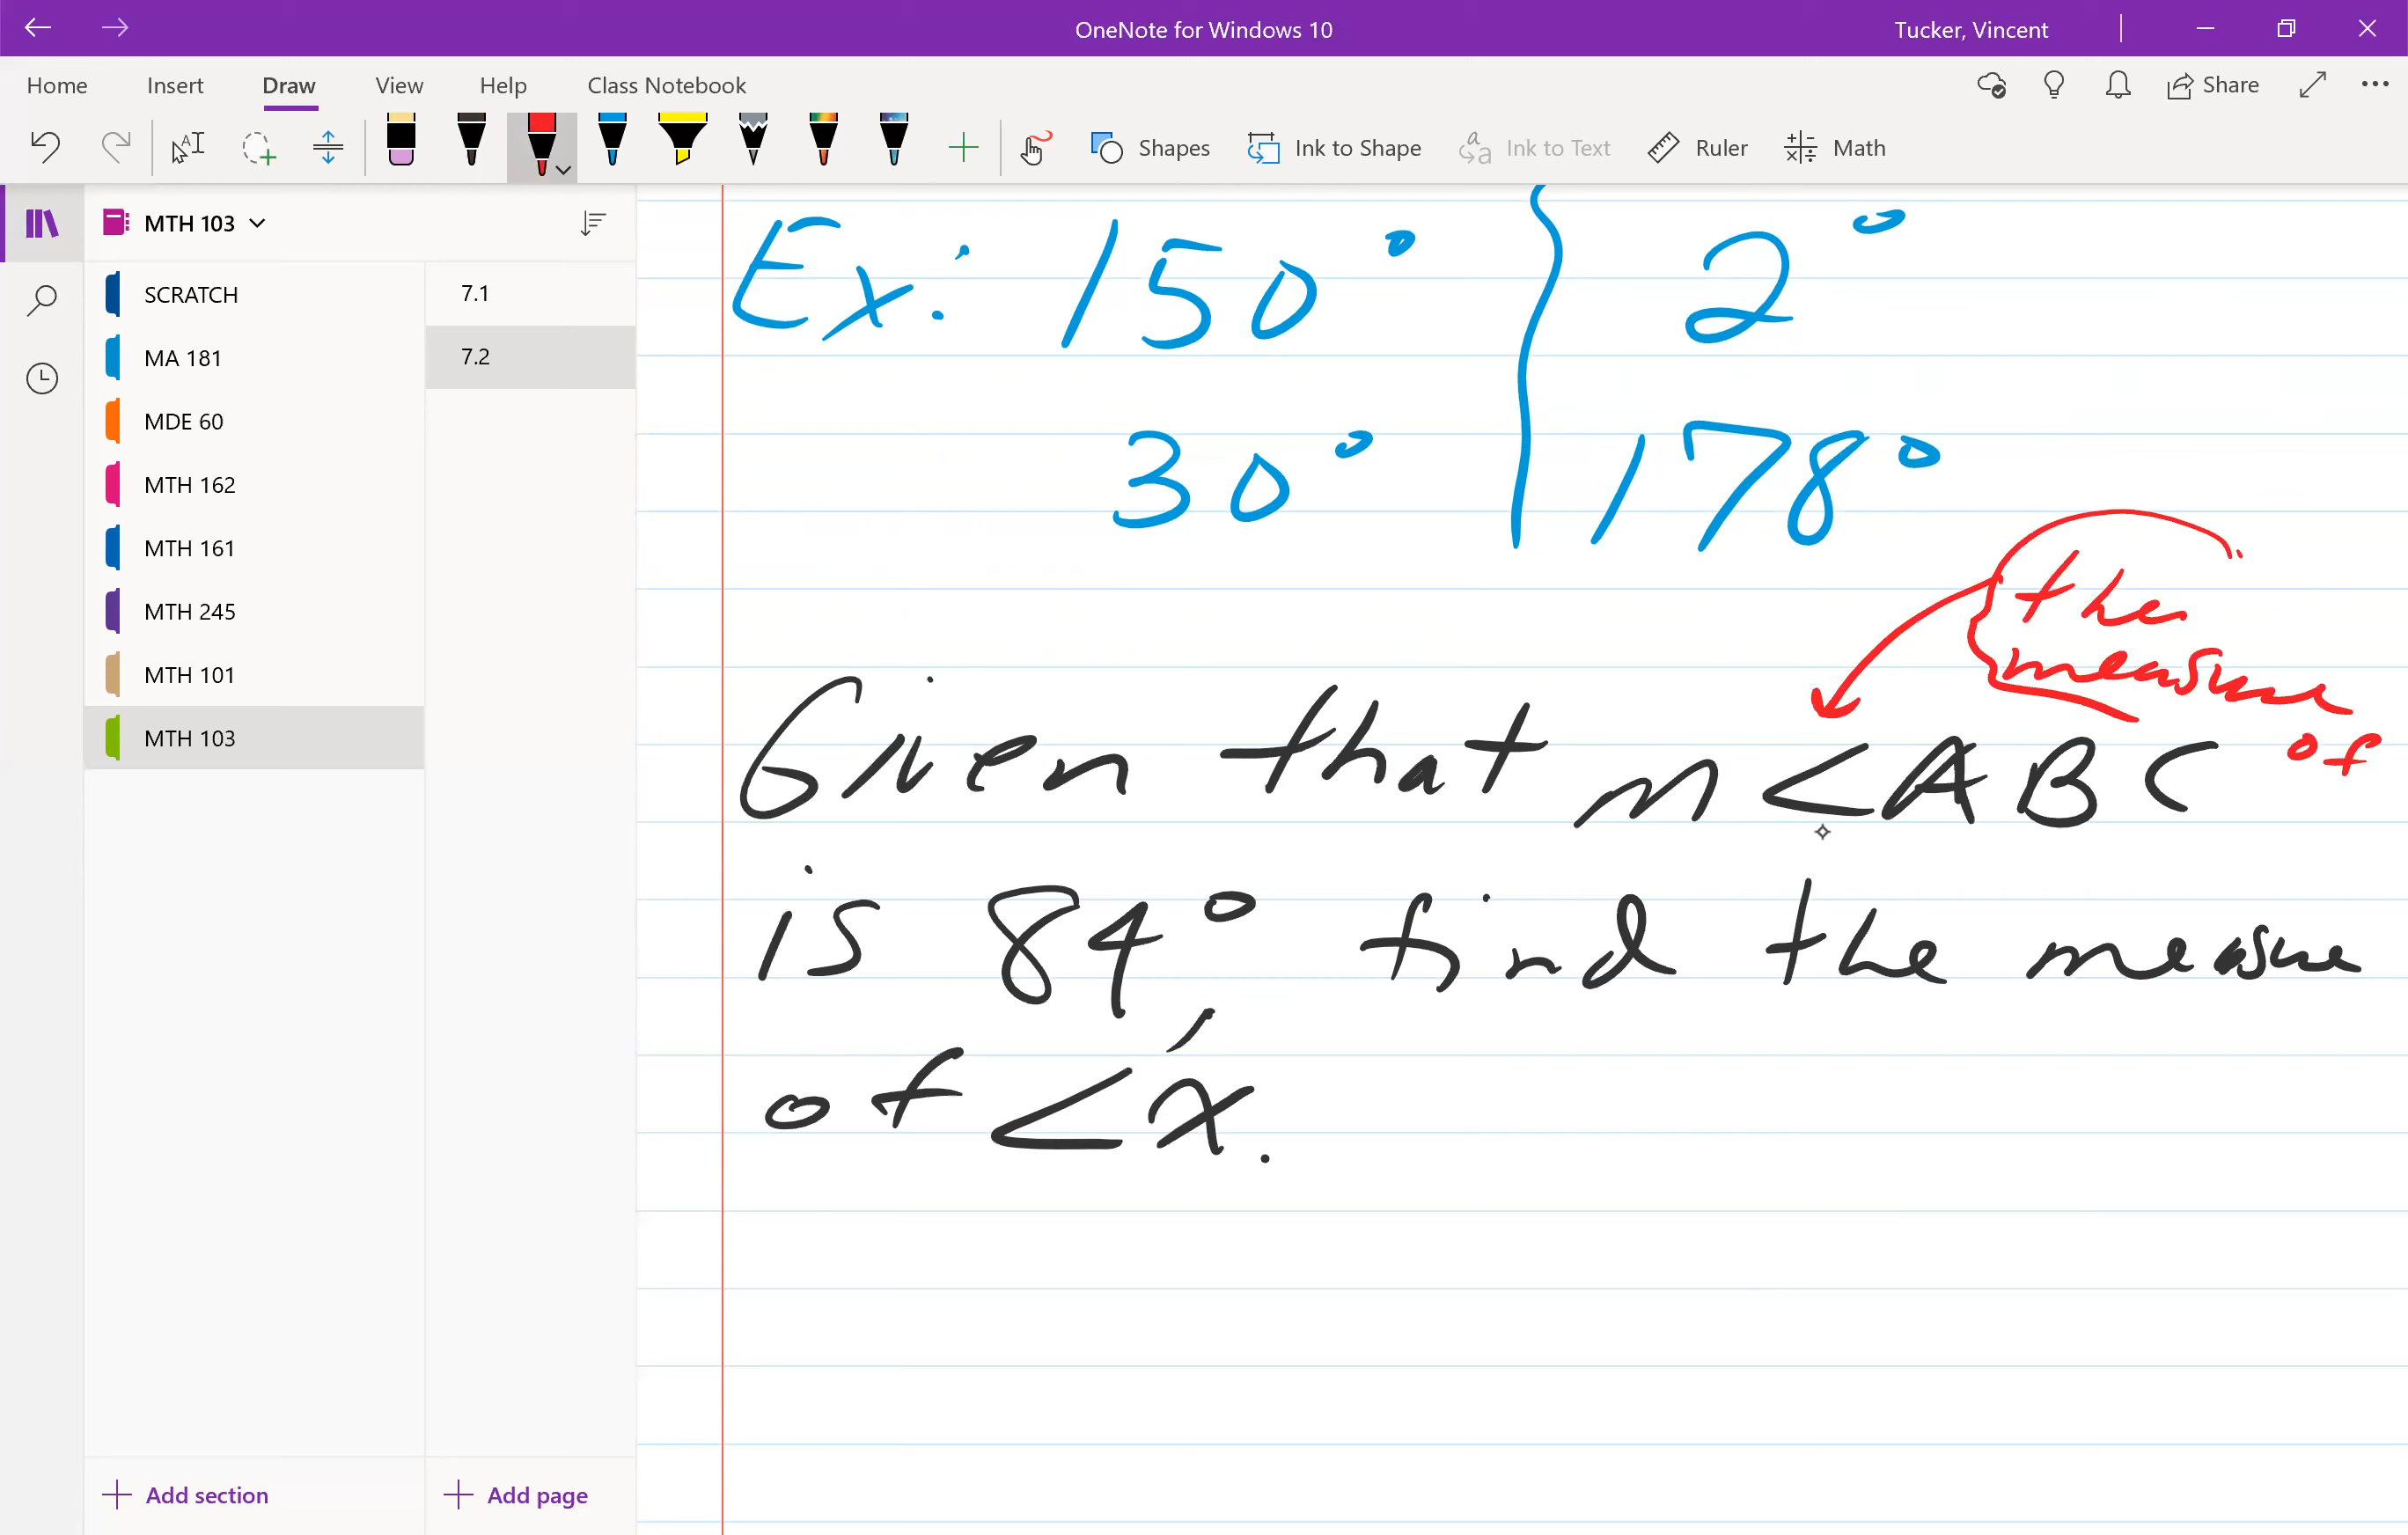 OneNote for Windows 10
Tucker, Vincent
Home Insert Draw View Help Class Notebook
Share
Shapes Ink to Shape Ink to Text Ruler Math
MTH 103
SCRATCH
MA 181
MDE 60
MTH 162
MTH 161
MTH 245
MTH 101
MTH 103
Add section
7.1
7.2
Add page
Ex: 150° 2°
30° 178°
the
measure
of
Given that m<ABC
is 84°, find the measure
of <x.